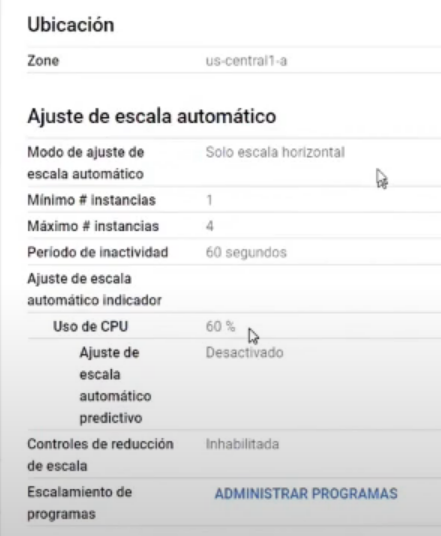 Ubicación
Zone us-central1-a
Ajuste de escala automático
Modo de ajuste de Solo escala horizontal
escala automático
Mínimo # instancias 1
Máximo # instancias 4
Período de inactividad 60 segundos
Ajuste de escala
automático indicador
Uso de CPU 60 %
Ajuste de Desactivado
escala
automático
predictivo
Controles de reducción Inhabilitada
de escala
Escalamiento de ADMINISTRAR PROGRAMAS
programas